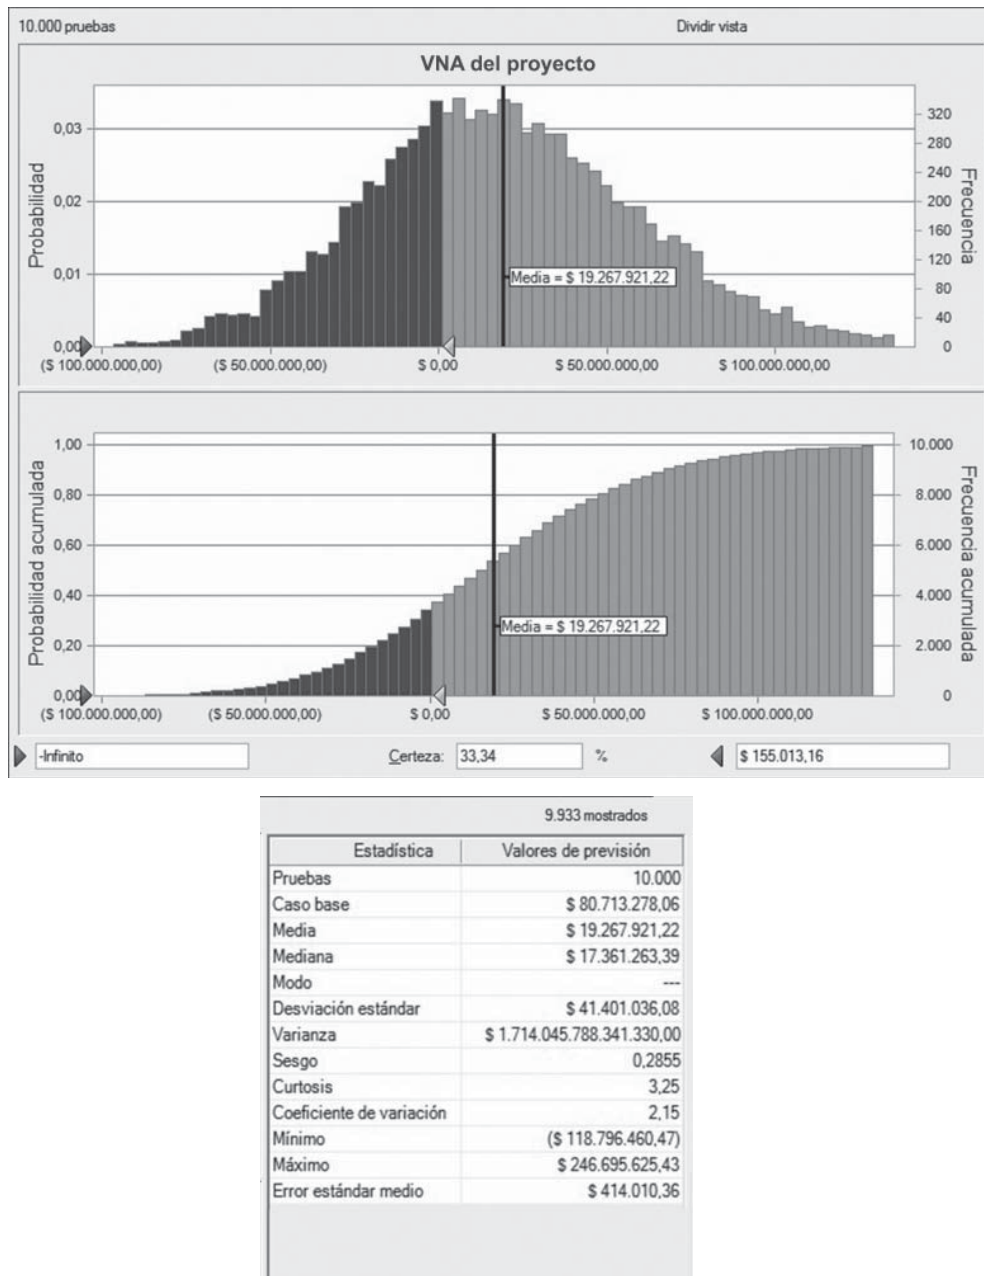 10.000 pruebas Dividir vista
VNA del proyecto
Probabilidad
0,03
0,02
0,01
0,00
320
280
240
200
160
120
80
40
0
Frecuencia
Media = $ 19.267.921,22
($ 100.000.000,00) ($ 50.000.000,00) $ 0,00 $ 50.000.000,00 $ 100.000.000,00
Probabilidad acumulada
1,00
0,80
0,60
0,40
0,20
0,00
10.000
8.000
6.000
4.000
2.000
0
Frecuencia acumulada
Media = $ 19.267.921,22
($ 100.000.000,00) ($ 50.000.000,00) $ 0,00 $ 50.000.000,00 $ 100.000.000,00
-Infinito Certeza: 33,34 % $ 155.013,16
9.933 mostrados
Estadística Valores de previsión
Pruebas 10.000
Caso base $ 80.713.278,06
Media $ 19.267.921,22
Mediana $ 17.361.263,39
Modo ---
Desviación estándar $ 41.401.036,08
Varianza $ 1.714.045.788.341.330,00
Sesgo 0,2855
Curtosis 3,25
Coeficiente de variación 2,15
Mínimo ($ 118.796.460,47)
Máximo $ 246.695.625,43
Error estándar medio $ 414.010,36